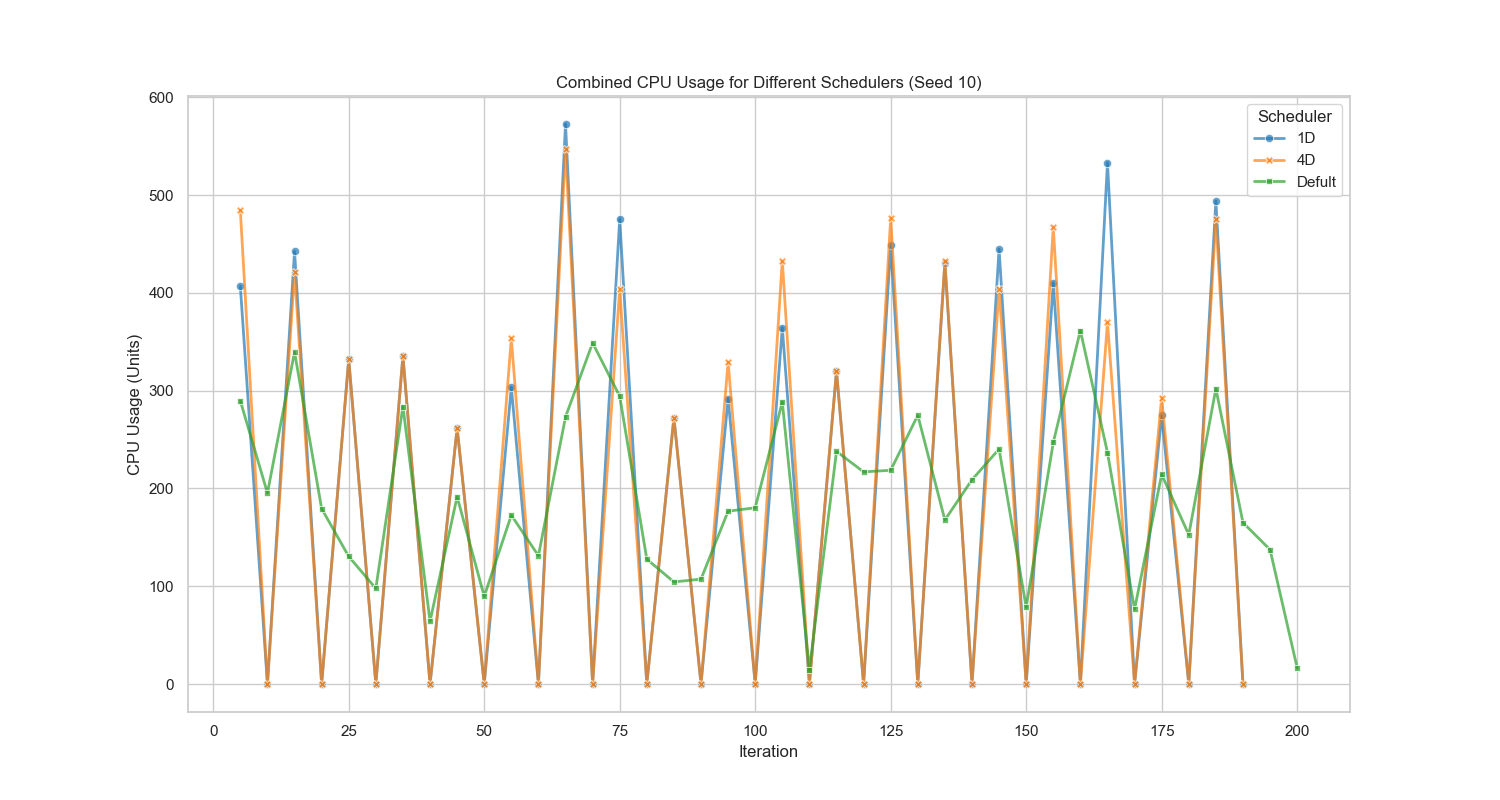 Combined CPU Usage for Different Schedulers (Seed 10)
Scheduler
1D
4D
Defult
CPU Usage (Units)
600
500
400
300
200
100
0
0 25 50 75 100 125 150 175 200
Iteration